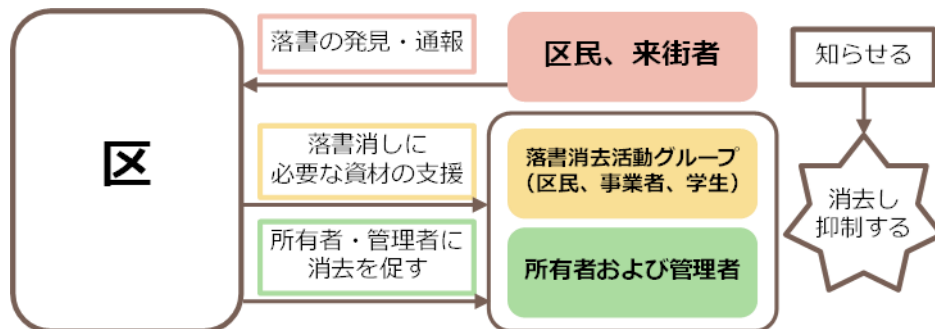 区
落書の発見・通報
区民、来街者
知らせる
落書消しに
必要な資材の支援
落書消去活動グループ
（区民、事業者、学生）
消去し
抑制する
所有者・管理者に
消去を促す
所有者および管理者